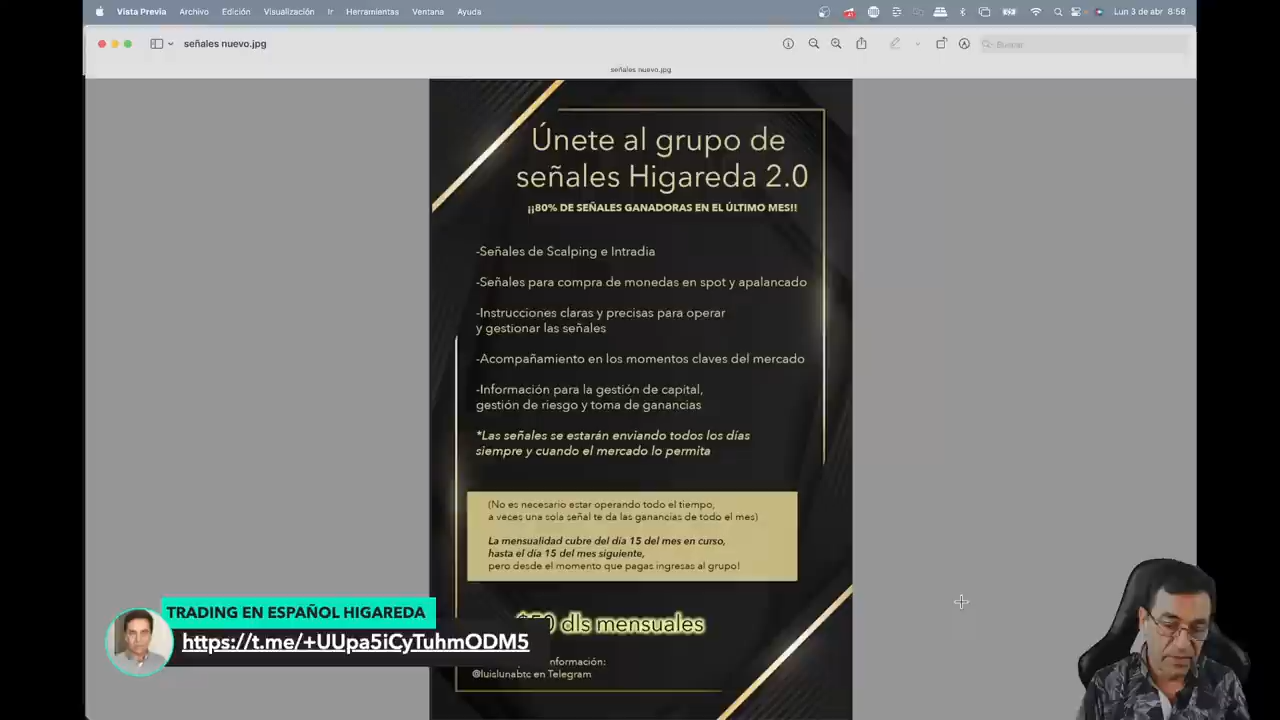 Vista Previa Archivo Edición Visualización Ir Herramientas Ventana Ayuda
Lun 3 de abr 8:58
señales nuevo.jpg
Buscar
señales nuevo.jpg
Únete al grupo de
señales Higareda 2.0
¡¡80% DE SEÑALES GANADORAS EN EL ÚLTIMO MES!!
-Señales de Scalping e Intradia
-Señales para compra de monedas en spot y apalancado
-Instrucciones claras y precisas para operar
y gestionar las señales
-Acompañamiento en los momentos claves del mercado
-Información para la gestión de capital,
gestión de riesgo y toma de ganancias
*Las señales se estarán enviando todos los días
siempre y cuando el mercado lo permita
(No es necesario estar operando todo el tiempo,
a veces una sola señal te da las ganancias de todo el mes)
La mensualidad cubre del día 15 del mes en curso,
hasta el día 15 del mes siguiente,
pero desde el momento que pagas ingresas al grupo!
dls mensuales
información:
@luislunabtc en Telegram
TRADING EN ESPAÑOL HIGAREDA
https://t.me/+UUpa5iCyTuhmODM5